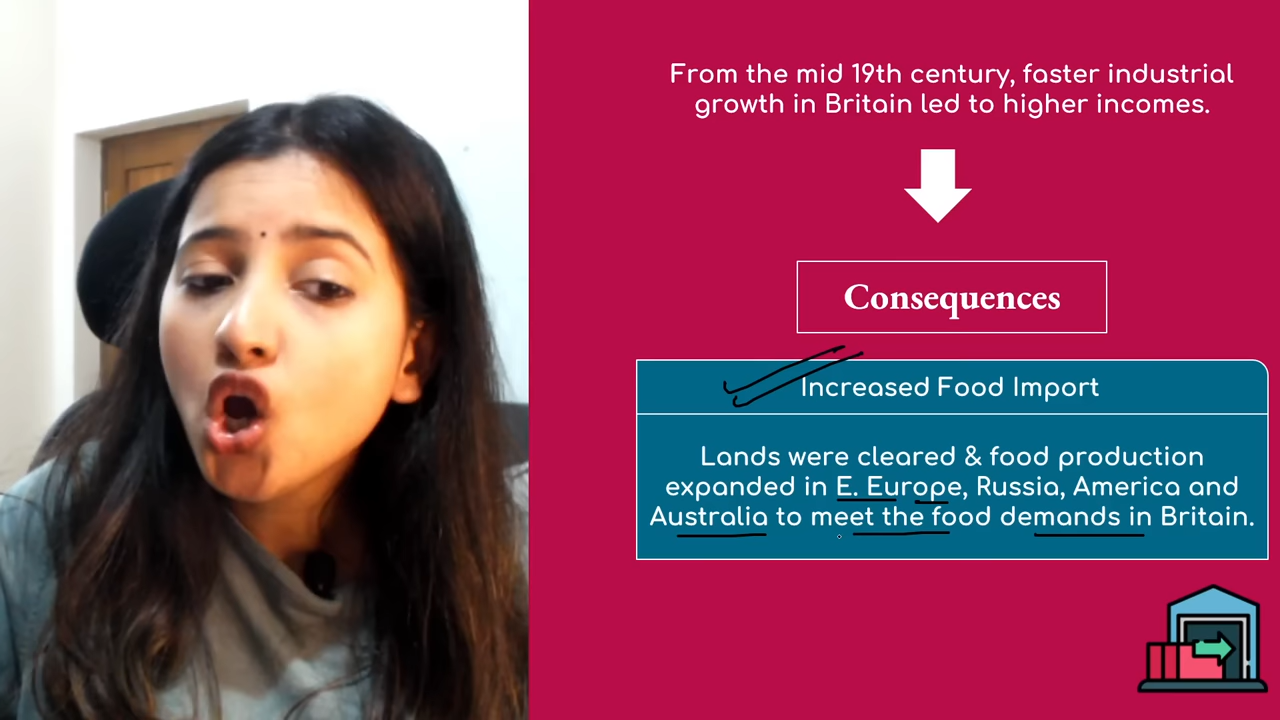 From the mid 19th century, faster industrial
growth in Britain led to higher incomes.
Consequences
Increased Food Import
Lands were cleared & food production
expanded in E. Europe, Russia, America and
Australia to meet the food demands in Britain.